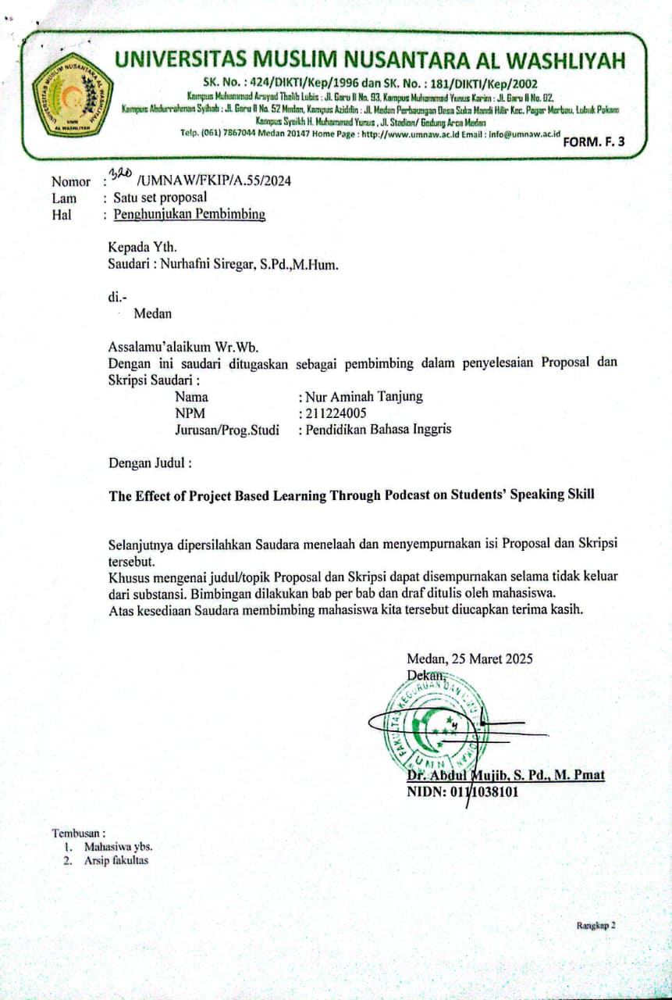 UNIVERSITAS MUSLIM NUSANTARA AL WASHLIYAH
SK. No. : 424/DIKTI/Kep/1996 dan SK. No. : 181/DIKTI/Kep/2002
Kampus Muhammad Arsyad Thalib Lubis : Jl. Garu II No. 93, Kampus Muhammad Yunus Karim : Jl. Garu II No. 02,
Kampus Abdurrahman Syihab : Jl. Garu II No. 52 Medan, Kampus Aziddin : Jl. Medan Perbaungan Desa Suka Mandi Hilir Kec. Pagar Merbau, Lubuk Pakam
Kampus Syeikh H. Muhammad Yunus , Jl. Stadion/ Gedung Arca Medan
Telp. (061) 7867044 Medan 20147 Home Page : http://www.umnaw.ac.id Email : info@umnaw.ac.id
FORM. F. 3
UNIVERSITAS MUSLIM NUSANTARA AL WASHLIYAH
UMN
AL WASHLIYAH
Nomor : 320 /UMNAW/FKIP/A.55/2024
Lam : Satu set proposal
Hal : Penghunjukan Pembimbing
Kepada Yth.
Saudari : Nurhafni Siregar, S.Pd.,M.Hum.
di.-
Medan
Assalamu’alaikum Wr.Wb.
Dengan ini saudari ditugaskan sebagai pembimbing dalam penyelesaian Proposal dan
Skripsi Saudari :
Nama : Nur Aminah Tanjung
NPM : 211224005
Jurusan/Prog.Studi : Pendidikan Bahasa Inggris
Dengan Judul :
The Effect of Project Based Learning Through Podcast on Students’ Speaking Skill
Selanjutnya dipersilahkan Saudara menelaah dan menyempurnakan isi Proposal dan Skripsi
tersebut.
Khusus mengenai judul/topik Proposal dan Skripsi dapat disempurnakan selama tidak keluar
dari substansi. Bimbingan dilakukan bab per bab dan draf ditulis oleh mahasiswa.
Atas kesediaan Saudara membimbing mahasiswa kita tersebut diucapkan terima kasih.
Medan, 25 Maret 2025
Dekan,
FAKULTAS KEGURUAN DAN ILMU PENDIDIKAN
UMN
Dr. Abdul Mujib, S. Pd., M. Pmat
NIDN: 0111038101
Tembusan :
1. Mahasiwa ybs.
2. Arsip fakultas
Rangkap 2